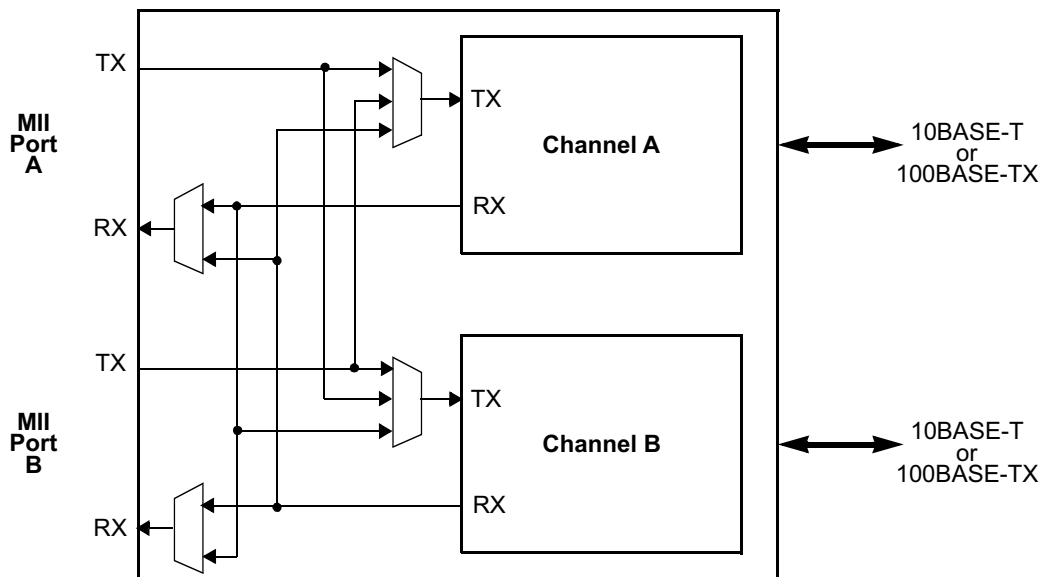 TX
MII
Port
A
RX
TX
Channel A
RX
10BASE-T
or
100BASE-TX
TX
MII
Port
B
RX
TX
Channel B
RX
10BASE-T
or
100BASE-TX